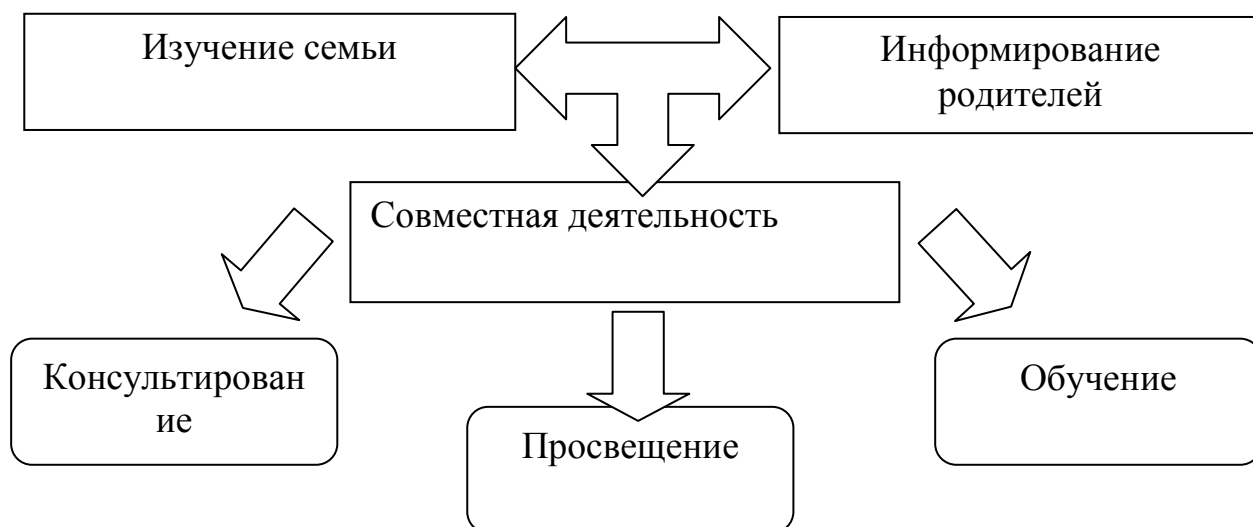 Изучение семьи
Информирование
родителей
Совместная деятельность
Консультирован
ие
Просвещение
Обучение